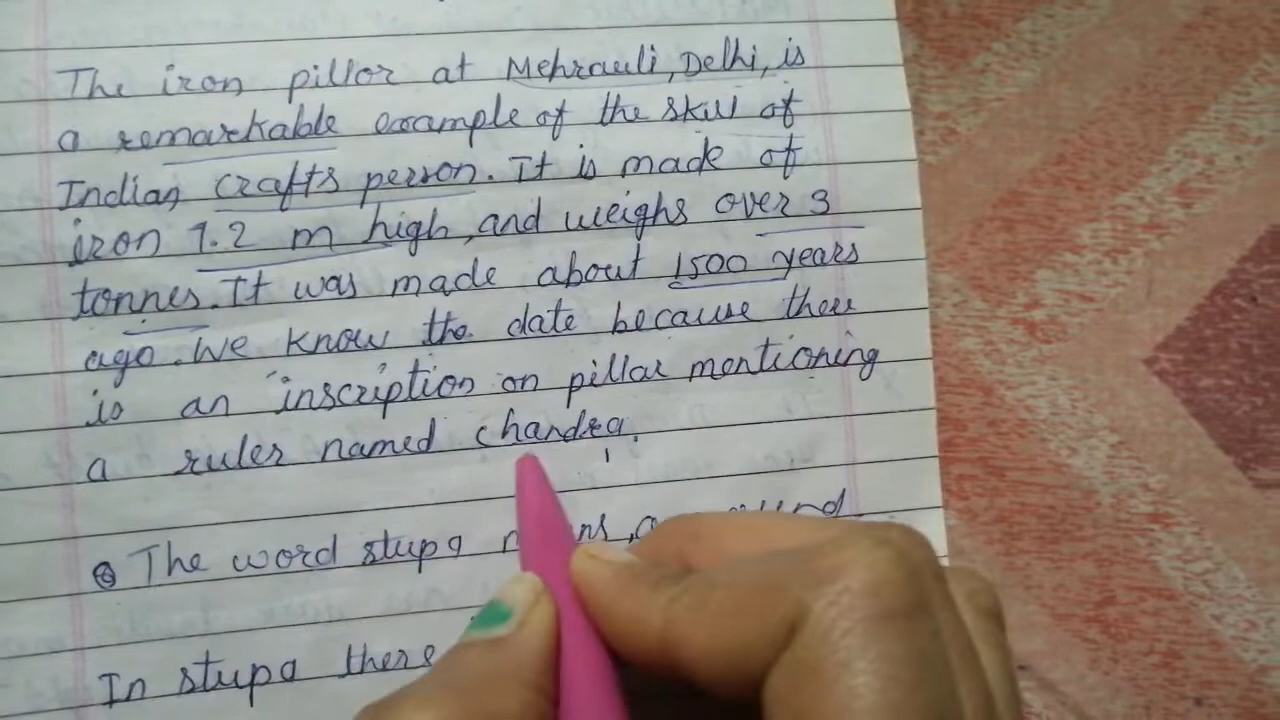 The iron pillor at Mehrauli, Delhi, is
a remarkable example of the skill of
Indian crafts person. It is made of
iron 7.2 m high, and weighs over 3
tonnes. It was made about 1500 years
ago. We know the date because there
is an inscription on pillar mentioning
a ruler named chandra.
The word stupa
In stupa there